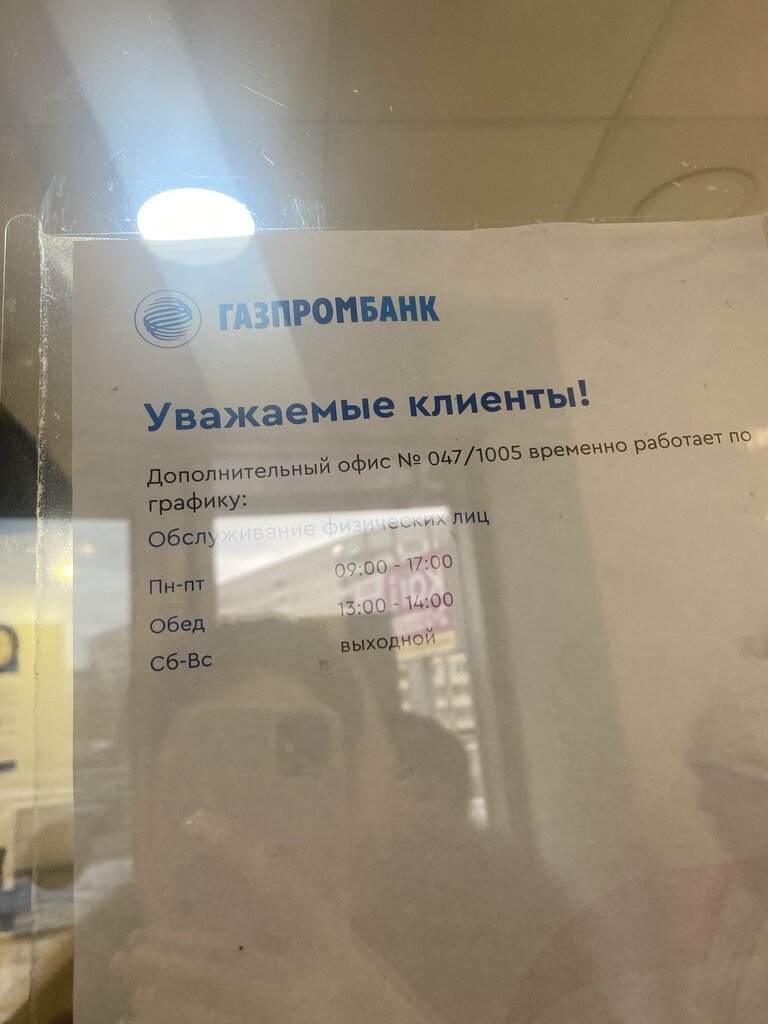 ГАЗПРОМБАНК
Уважаемые клиенты!
Дополнительный офис № 047/1005 временно работает по
графику:
Обслуживание физических лиц
Пн-пт 09:00 - 17:00
Обед 13:00 - 14:00
Сб-Вс выходной